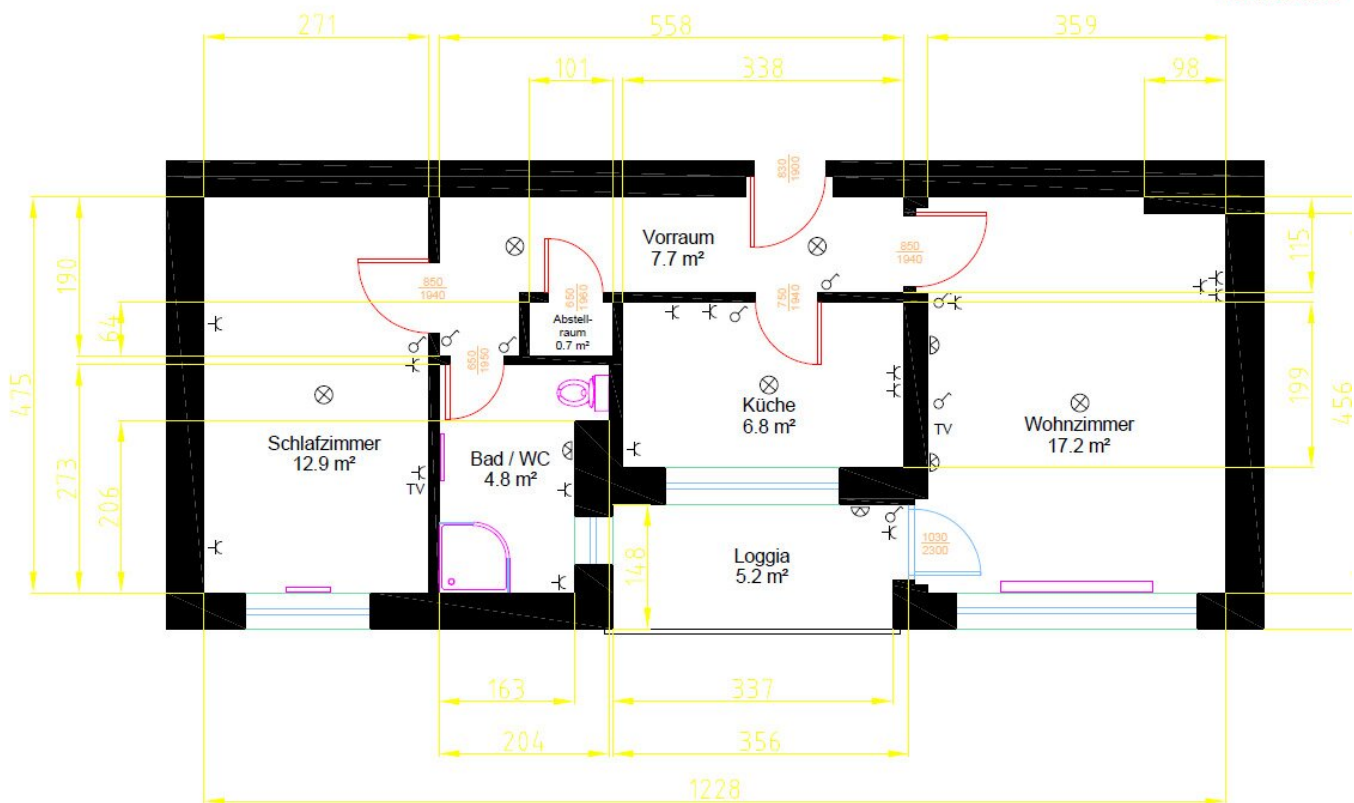 271
558
359
101
338
98
830
1900
Vorraum
7.7 m²
850
1940
850
1940
650
1960
750
1940
Abstell-
raum
0.7 m²
650
1950
115
190
64
475
273
206
199
456
Küche
6.8 m²
Wohnzimmer
17.2 m²
TV
Schlafzimmer
12.9 m²
TV
Bad / WC
4.8 m²
1030
2300
Loggia
5.2 m²
148
163
337
204
356
1228